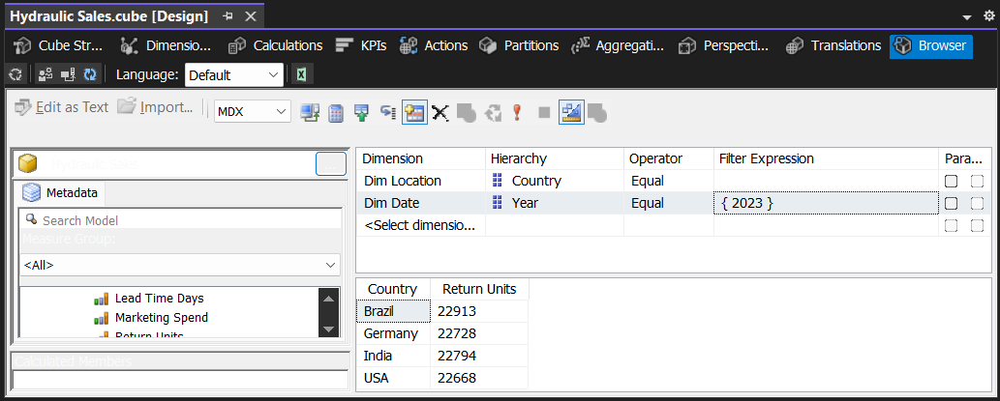 Hydraulic Sales.cube [Design]
Cube Str... Dimensio... Calculations KPIs Actions Partitions Aggregati... Perspecti... Translations Browser
Language: Default
Edit as Text Import... MDX
Hydraulic Sales ...
Metadata
Search Model
Measure Group:
<All>
Lead Time Days
Marketing Spend
Return Units
Calculated Members
Dimension Hierarchy Operator Filter Expression Para...
Dim Location Country Equal
Dim Date Year Equal { 2023 }
<Select dimensio...
Country Return Units
Brazil 22913
Germany 22728
India 22794
USA 22668